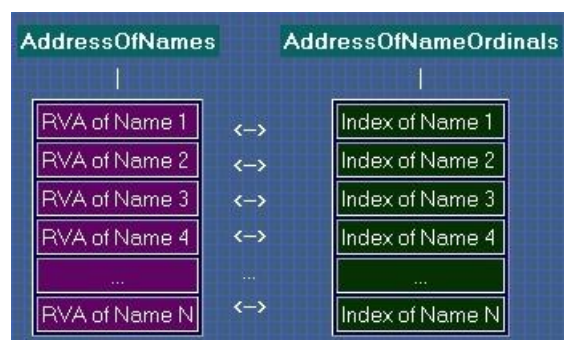 AddressOfNames AddressOfNameOrdinals
| |
RVA of Name 1 <--> Index of Name 1
RVA of Name 2 <--> Index of Name 2
RVA of Name 3 <--> Index of Name 3
RVA of Name 4 <--> Index of Name 4
... ... ...
RVA of Name N <--> Index of Name N